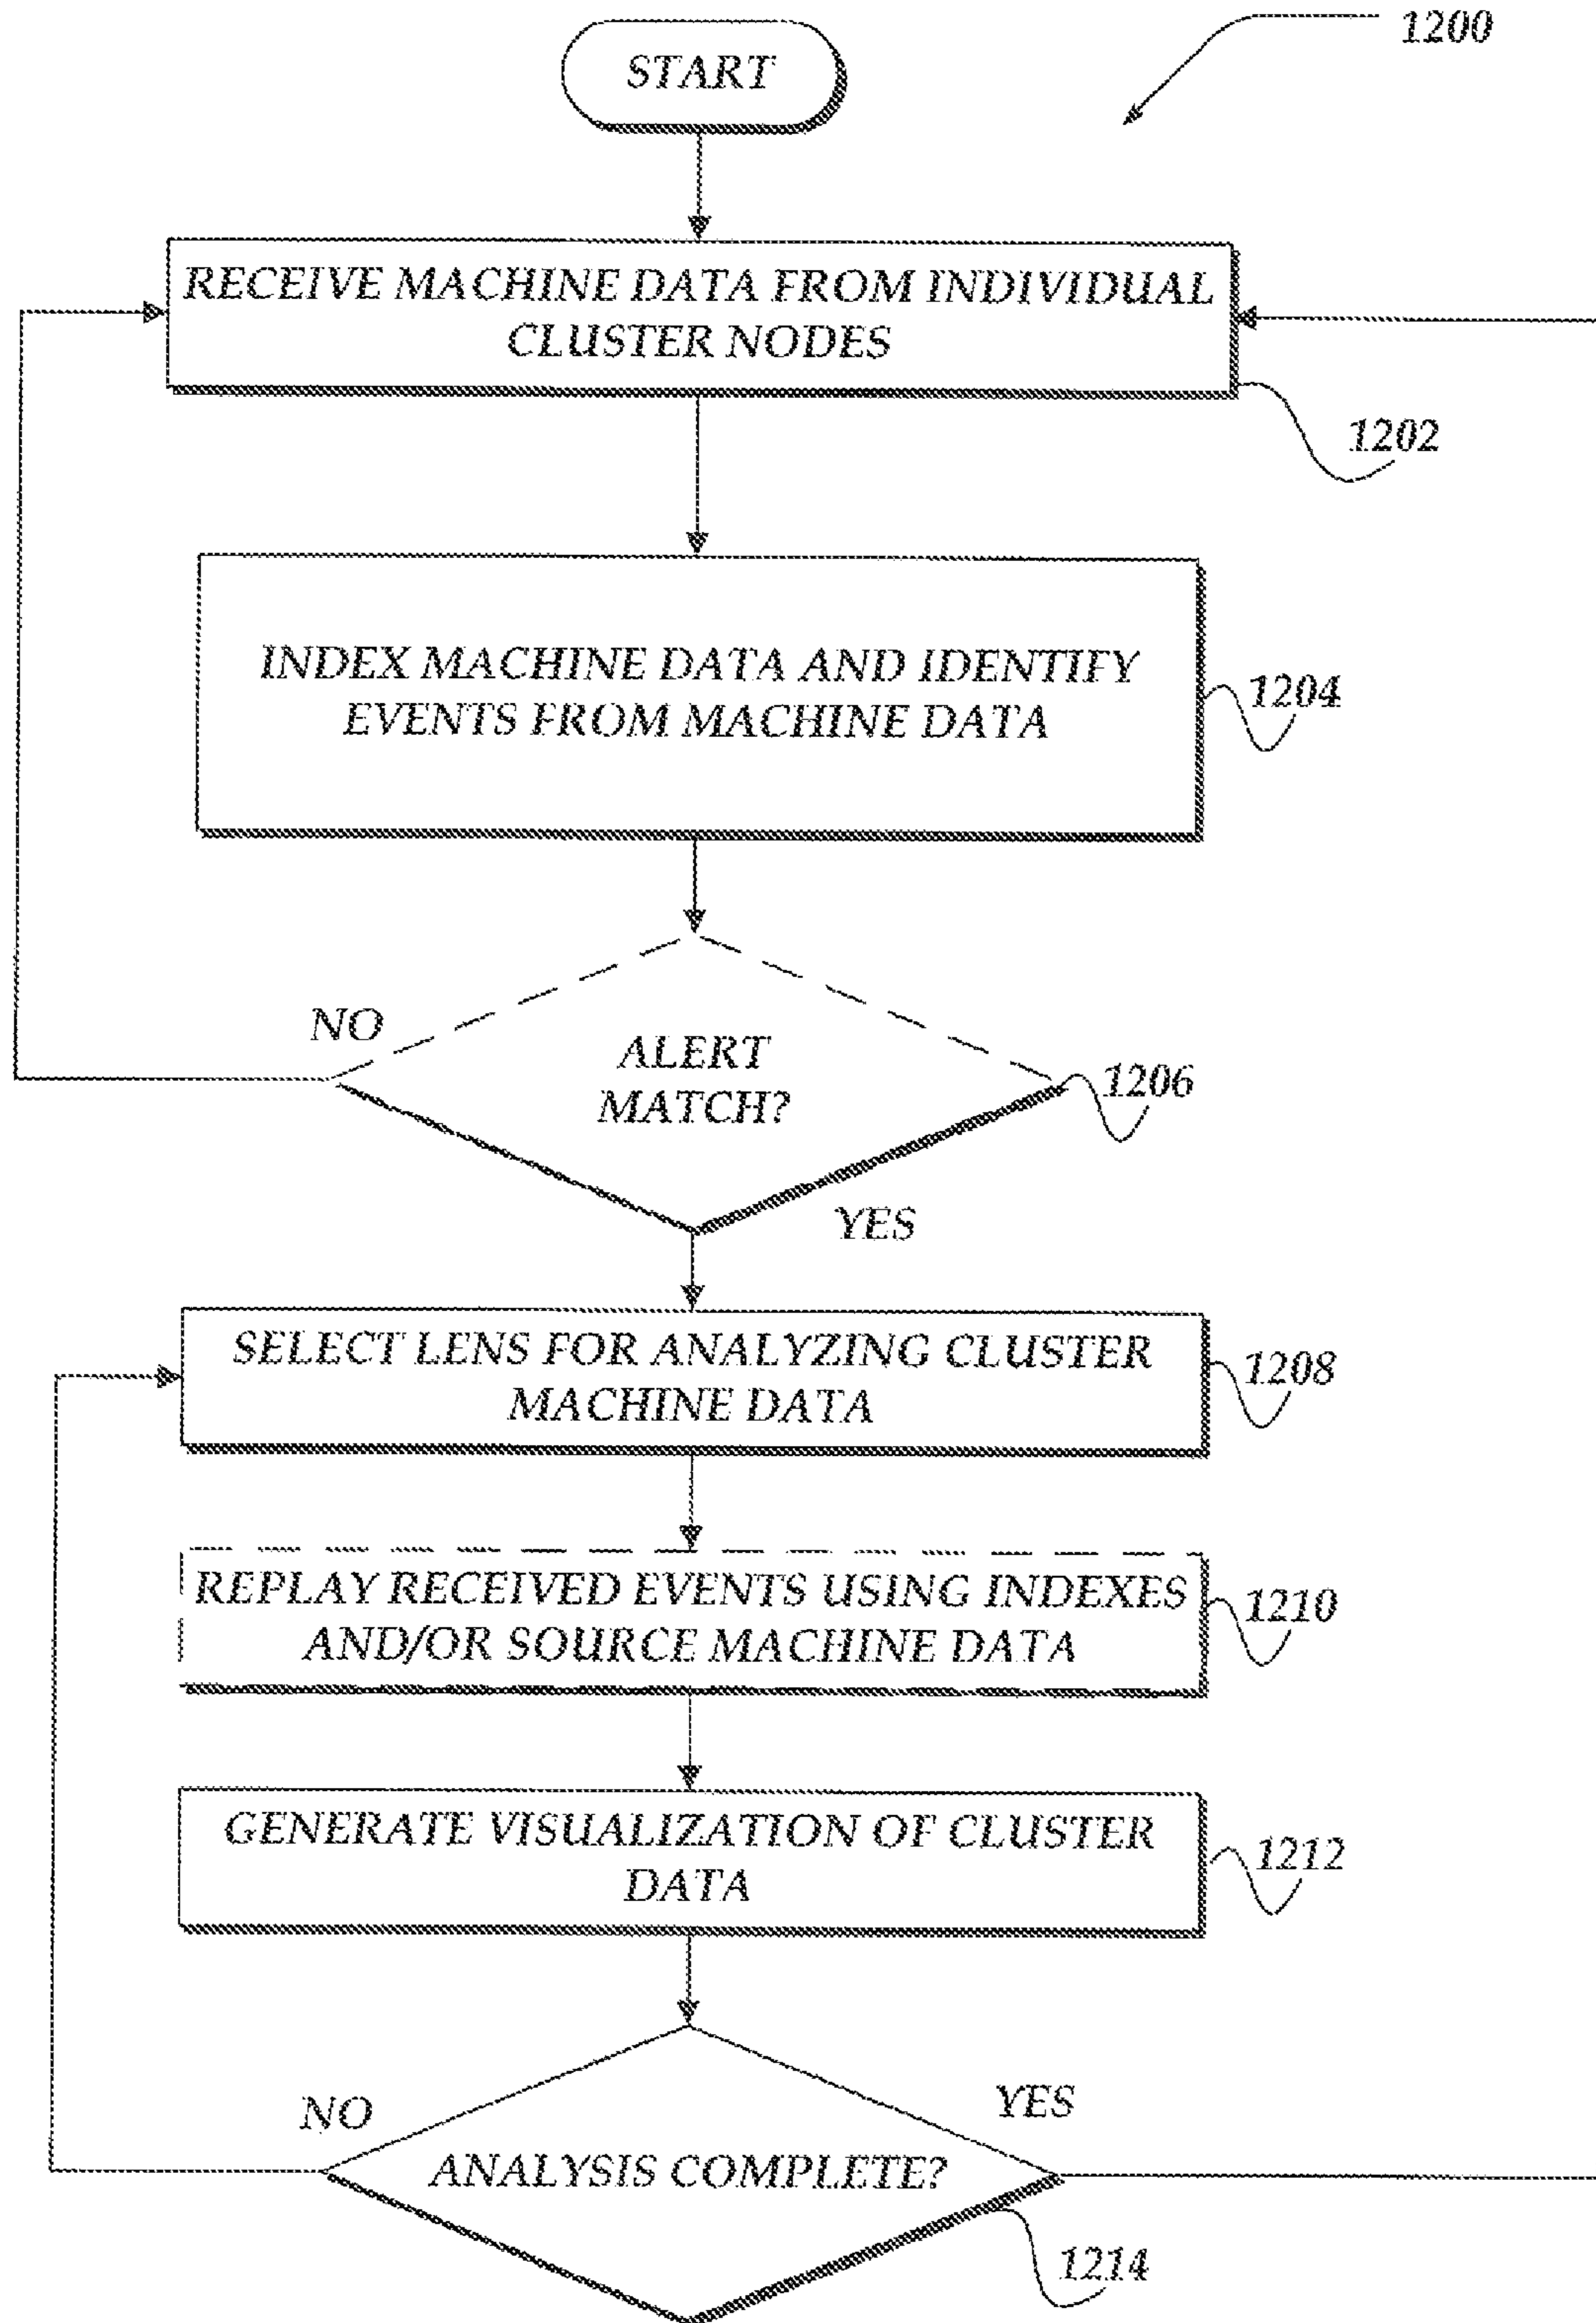 1200
START
RECEIVE MACHINE DATA FROM INDIVIDUAL
CLUSTER NODES
1202
INDEX MACHINE DATA AND IDENTIFY
EVENTS FROM MACHINE DATA
1204
NO
ALERT
MATCH?
1206
YES
SELECT LENS FOR ANALYZING CLUSTER
MACHINE DATA
1208
REPLAY RECEIVED EVENTS USING INDEXES
AND/OR SOURCE MACHINE DATA
1210
GENERATE VISUALIZATION OF CLUSTER
DATA
1212
NO
YES
ANALYSIS COMPLETE?
1214